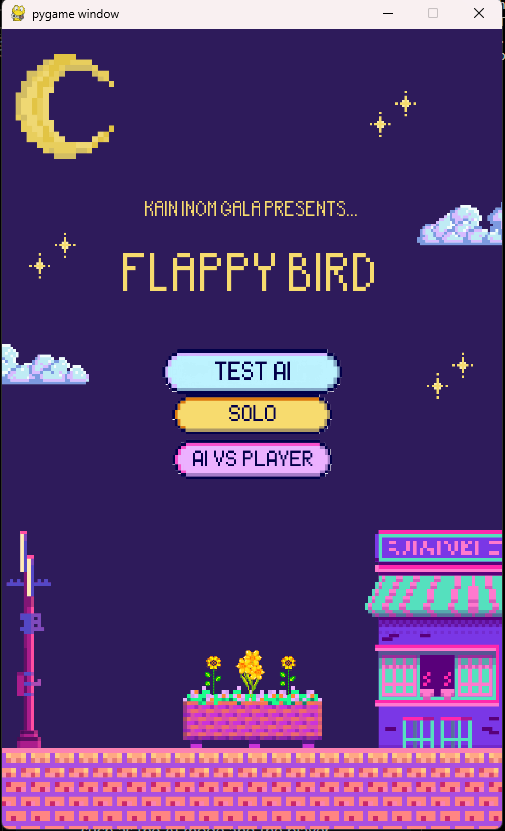 pygame window
KAIN INOM GALA PRESENTS...
FLAPPY BIRD
TEST AI
SOLO
AI VS PLAYER